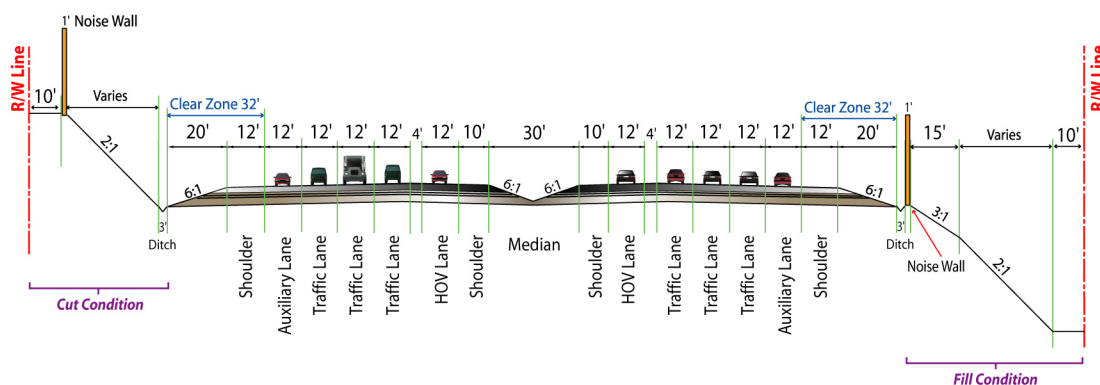 1' Noise Wall
R/W Line
10' Varies
Clear Zone 32'
20' 12' 12' 12' 12' 12' 4' 12' 10' 30' 10' 12' 4' 12' 12' 12' 12' 12' 20'
Clear Zone 32'
1'
15' Varies 10'
R/W Line
2:1
6:1
6:1
6:1
6:1
3:1
2:1
3'
Ditch
Shoulder
Auxiliary Lane
Traffic Lane
Traffic Lane
Traffic Lane
HOV Lane
Shoulder
Median
Shoulder
HOV Lane
Traffic Lane
Traffic Lane
Traffic Lane
Auxiliary Lane
Shoulder
3'
Ditch
Noise Wall
Cut Condition
Fill Condition